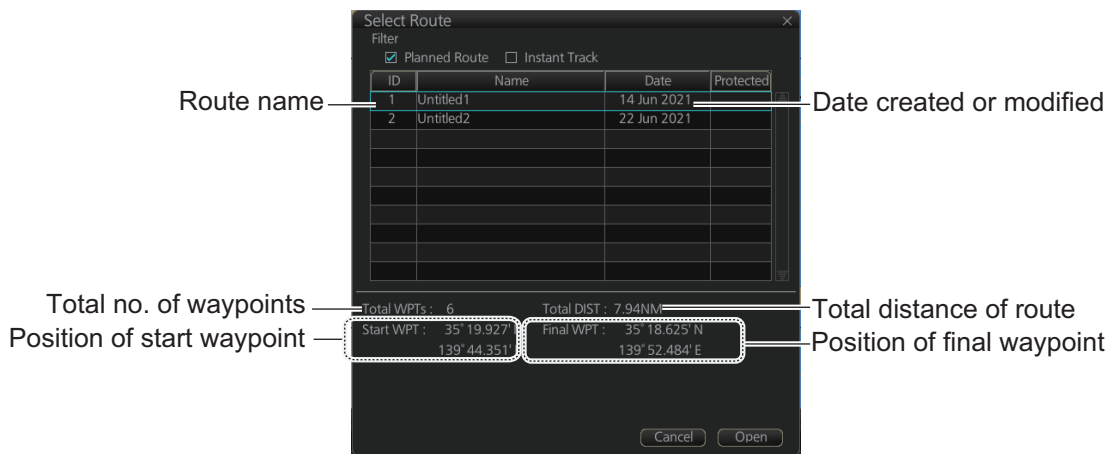 Select Route
Filter
Planned Route Instant Track
ID Name Date Protected
Route name 1 Untitled1 14 Jun 2021 Date created or modified
2 Untitled2 22 Jun 2021
Total no. of waypoints Total WPTs : 6 Total DIST : 7.94NM Total distance of route
Position of start waypoint Start WPT : 35° 19.927' Final WPT : 35° 18.625' N Position of final waypoint
139° 44.351' 139° 52.484' E
Cancel Open